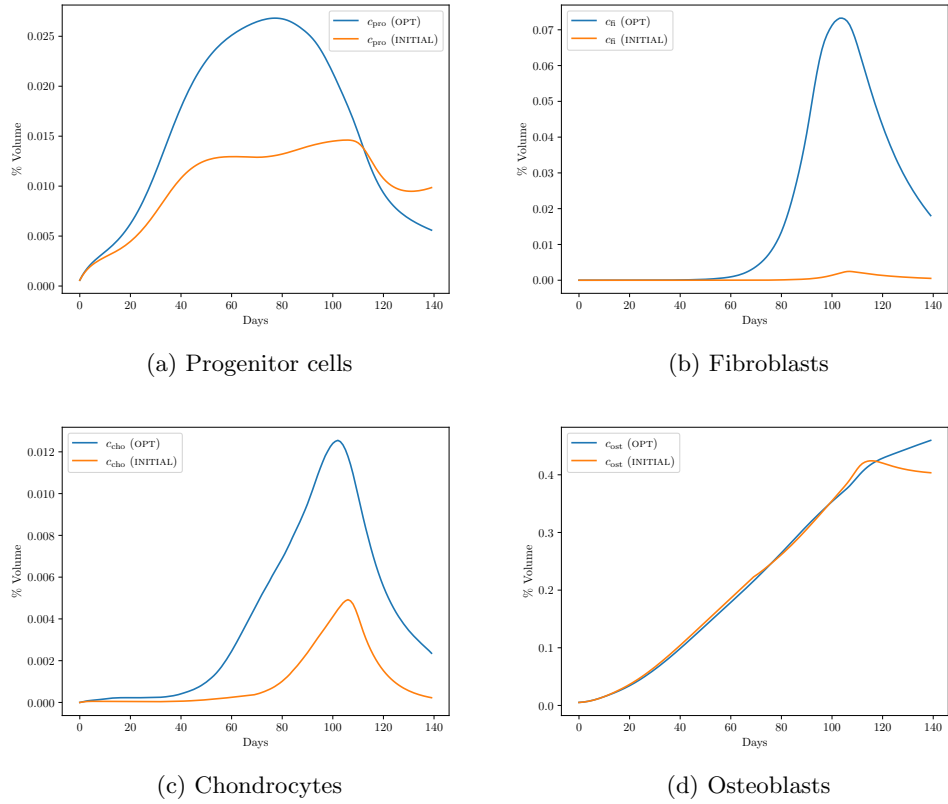 c_pro (OPT)
c_pro (INITIAL)
% Volume
0.025
0.020
0.015
0.010
0.005
0.000
0 20 40 60 80 100 120 140
Days
(a) Progenitor cells
c_fi (OPT)
c_fi (INITIAL)
% Volume
0.07
0.06
0.05
0.04
0.03
0.02
0.01
0.00
0 20 40 60 80 100 120 140
Days
(b) Fibroblasts
c_cho (OPT)
c_cho (INITIAL)
% Volume
0.012
0.010
0.008
0.006
0.004
0.002
0.000
0 20 40 60 80 100 120 140
Days
(c) Chondrocytes
c_ost (OPT)
c_ost (INITIAL)
% Volume
0.4
0.3
0.2
0.1
0.0
0 20 40 60 80 100 120 140
Days
(d) Osteoblasts